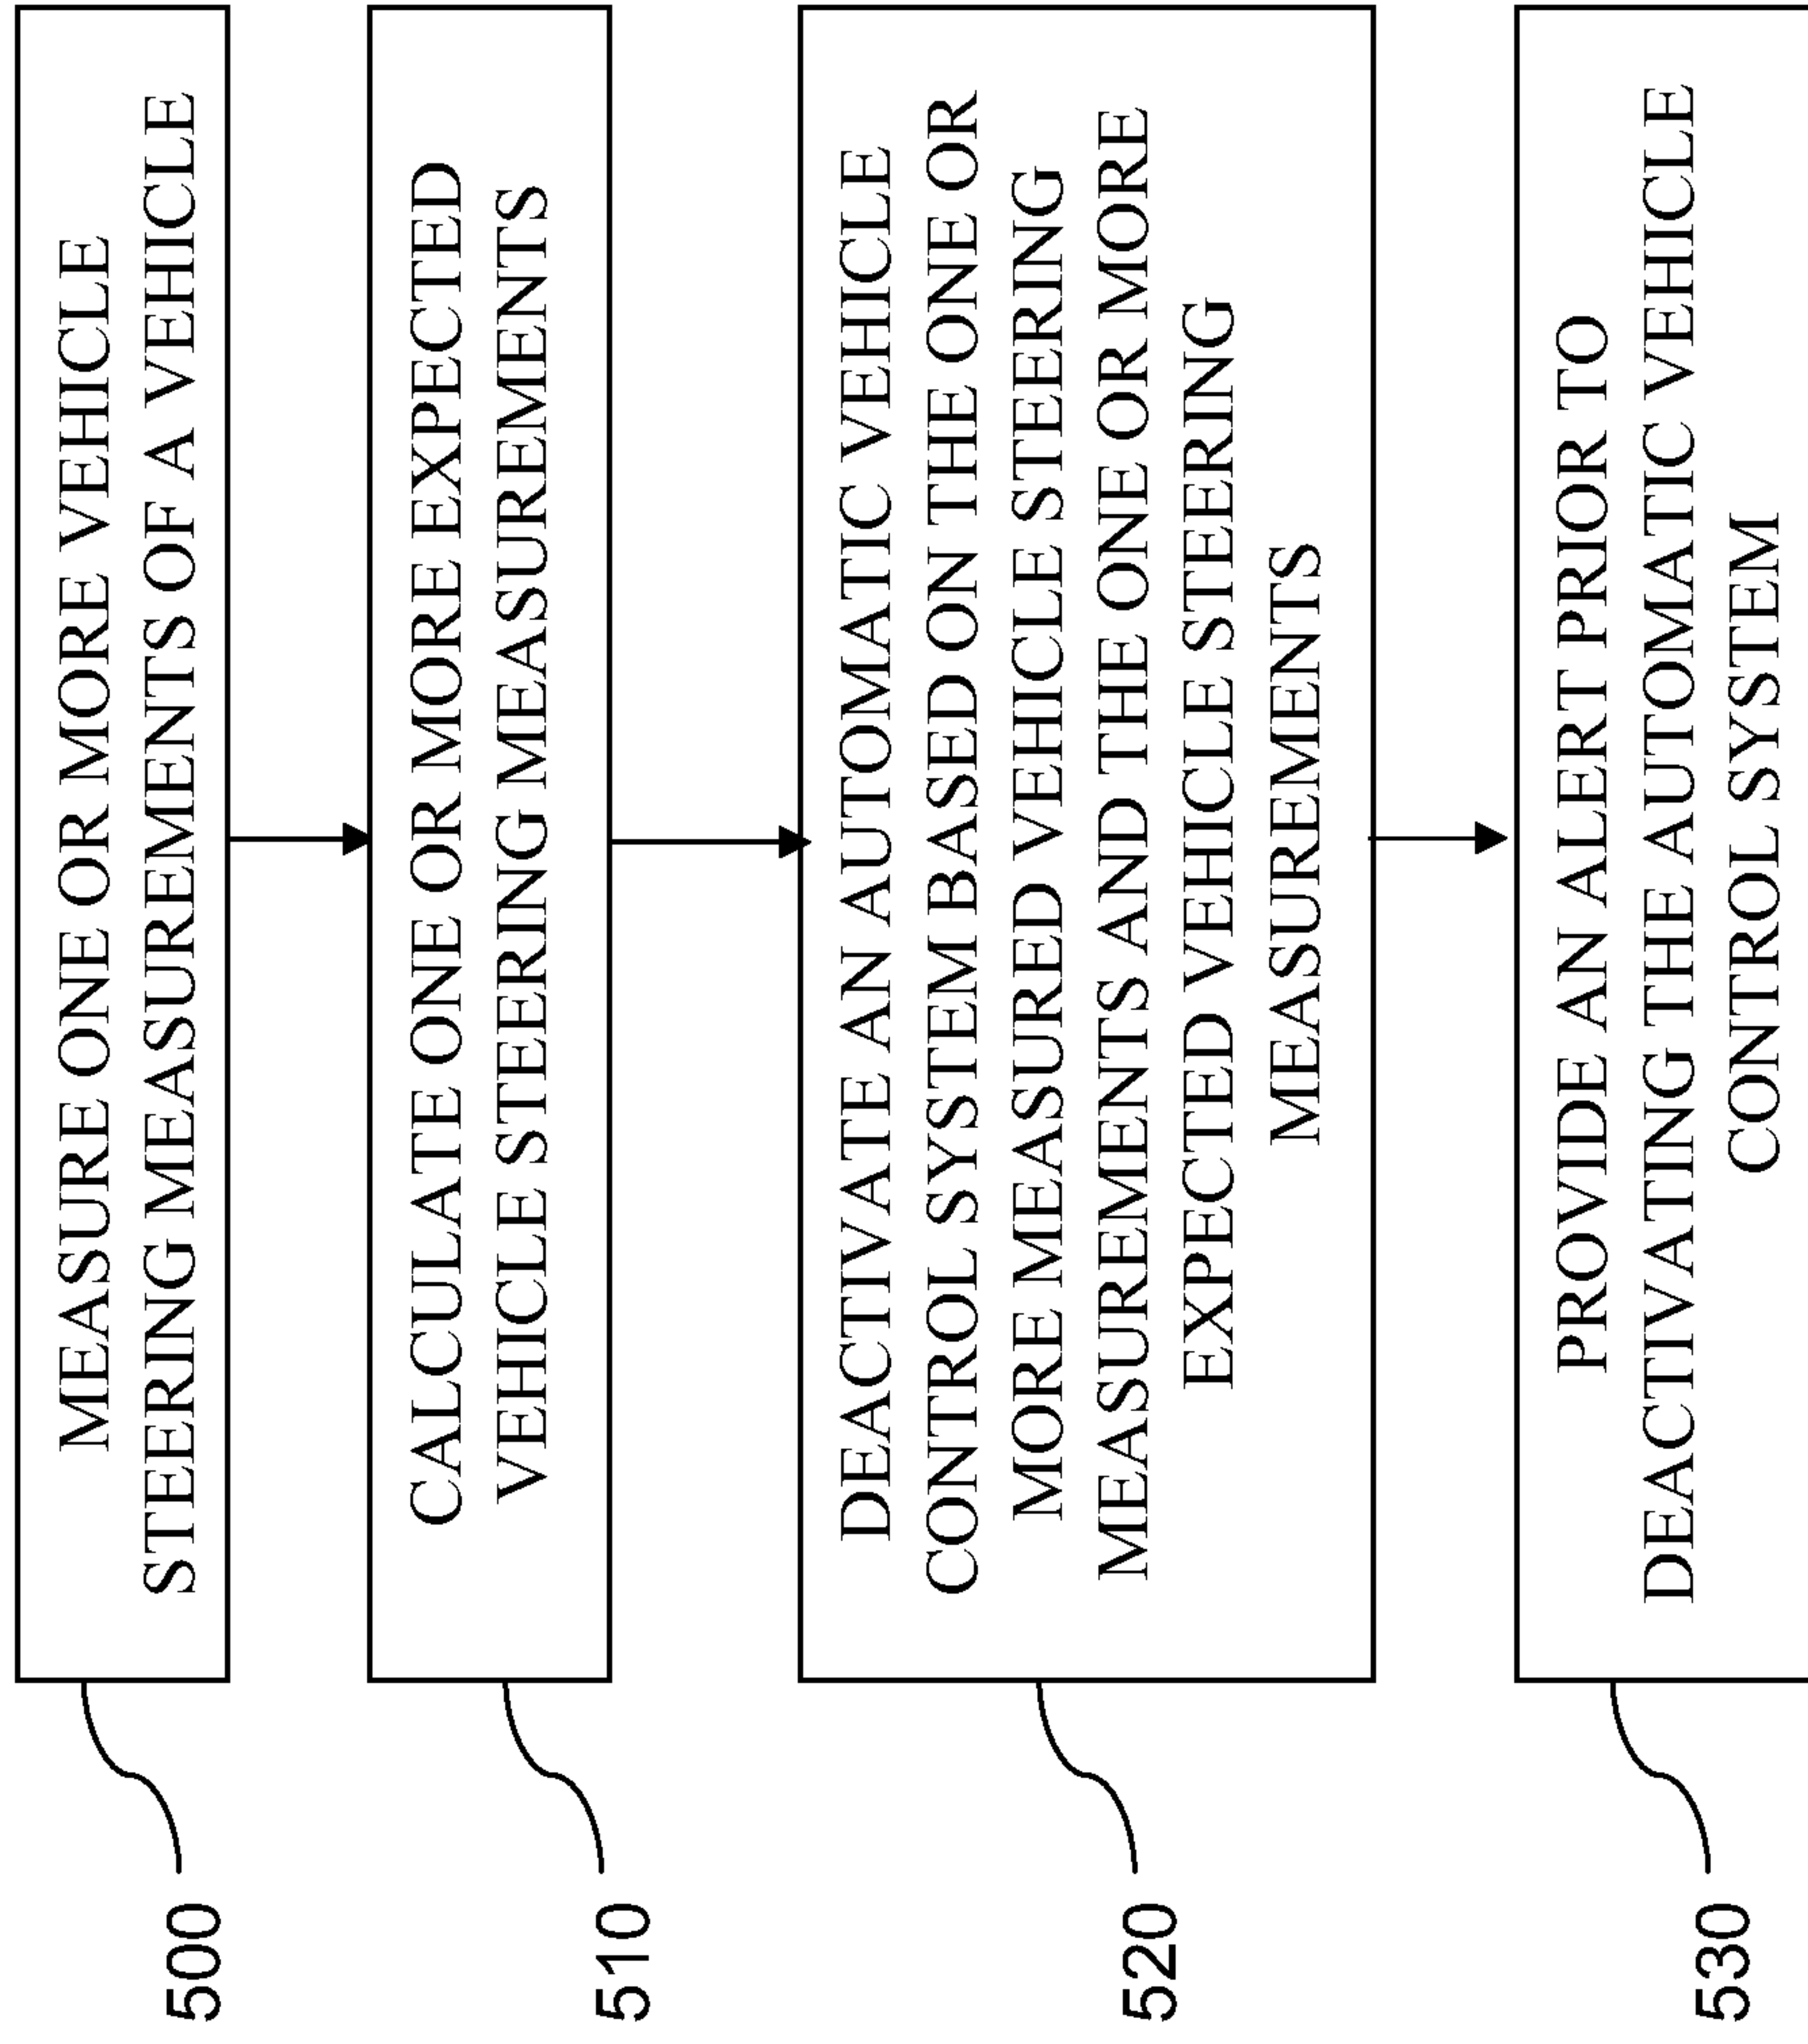 500
MEASURE ONE OR MORE VEHICLE
STEERING MEASUREMENTS OF A VEHICLE
510
CALCULATE ONE OR MORE EXPECTED
VEHICLE STEERING MEASUREMENTS
520
DEACTIVATE AN AUTOMATIC VEHICLE
CONTROL SYSTEM BASED ON THE ONE OR
MORE MEASURED VEHICLE STEERING
MEASUREMENTS AND THE ONE OR MORE
EXPECTED VEHICLE STEERING
MEASUREMENTS
530
PROVIDE AN ALERT PRIOR TO
DEACTIVATING THE AUTOMATIC VEHICLE
CONTROL SYSTEM